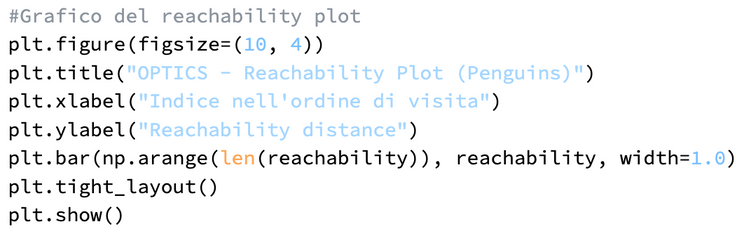 #Grafico del reachability plot
plt.figure(figsize=(10, 4))
plt.title("OPTICS - Reachability Plot (Penguins)")
plt.xlabel("Indice nell'ordine di visita")
plt.ylabel("Reachability distance")
plt.bar(np.arange(len(reachability)), reachability, width=1.0)
plt.tight_layout()
plt.show()